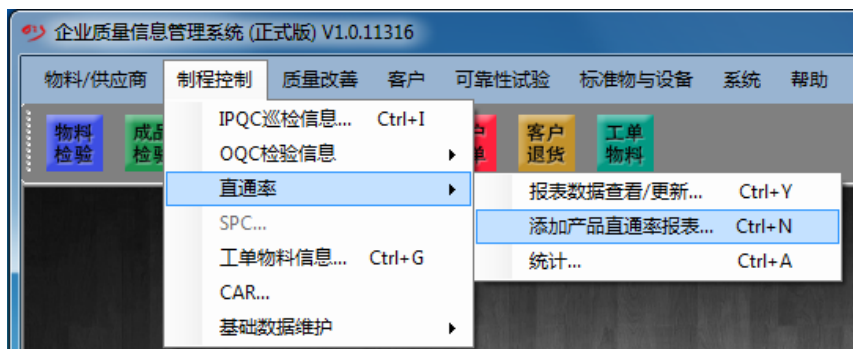 企业质量信息管理系统 (正式版) V1.0.11316
物料/供应商 制程控制 质量改善 客户 可靠性试验 标准物与设备 系统 帮助
物料检验
成
检
客户退货
工单物料
IPQC巡检信息... Ctrl+I
OQC检验信息
直通率
SPC...
工单物料信息... Ctrl+G
CAR...
基础数据维护
报表数据查看/更新... Ctrl+Y
添加产品直通率报表... Ctrl+N
统计... Ctrl+A